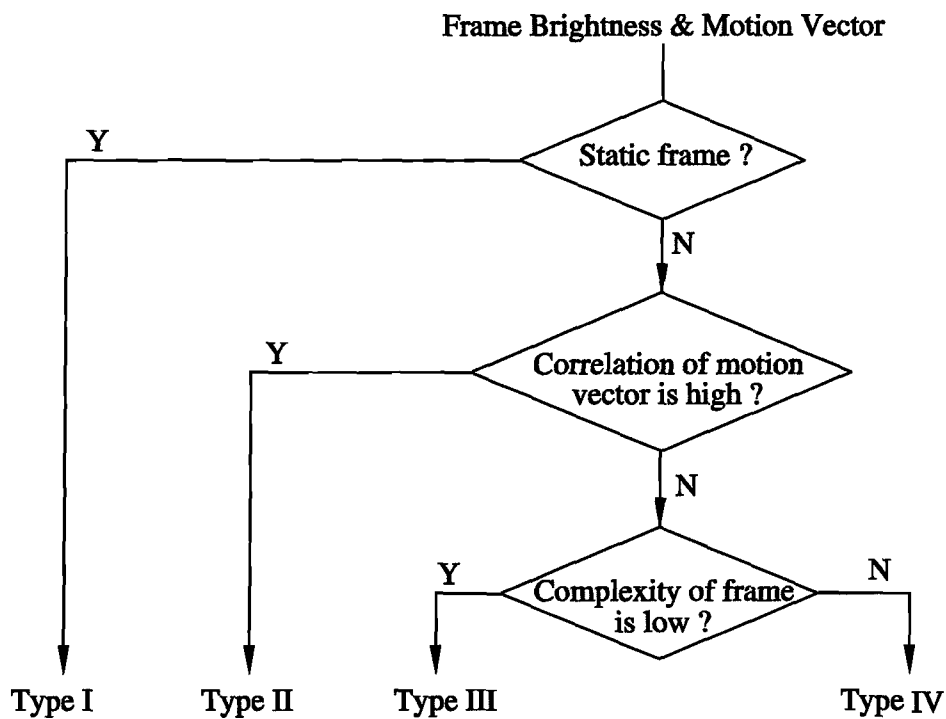 Frame Brightness & Motion Vector
Static frame ?
Y
N
Correlation of motion
vector is high ?
Y
N
Complexity of frame
is low ?
Y
N
Type I
Type II
Type III
Type IV